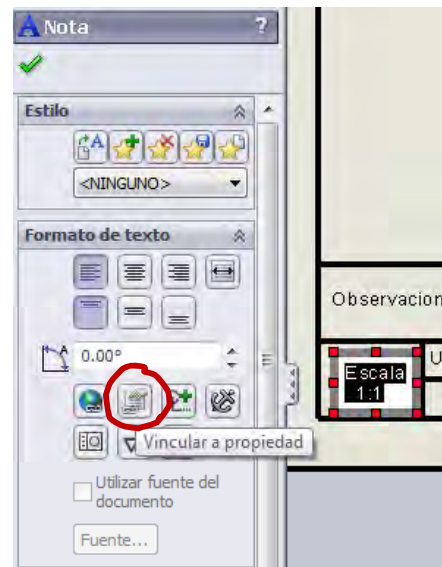 Nota ?
Estilo
<NINGUNO>
Formato de texto
0.00°
Vincular a propiedad
Utilizar fuente del
documento
Fuente...
Observacion
U
Escala
1:1